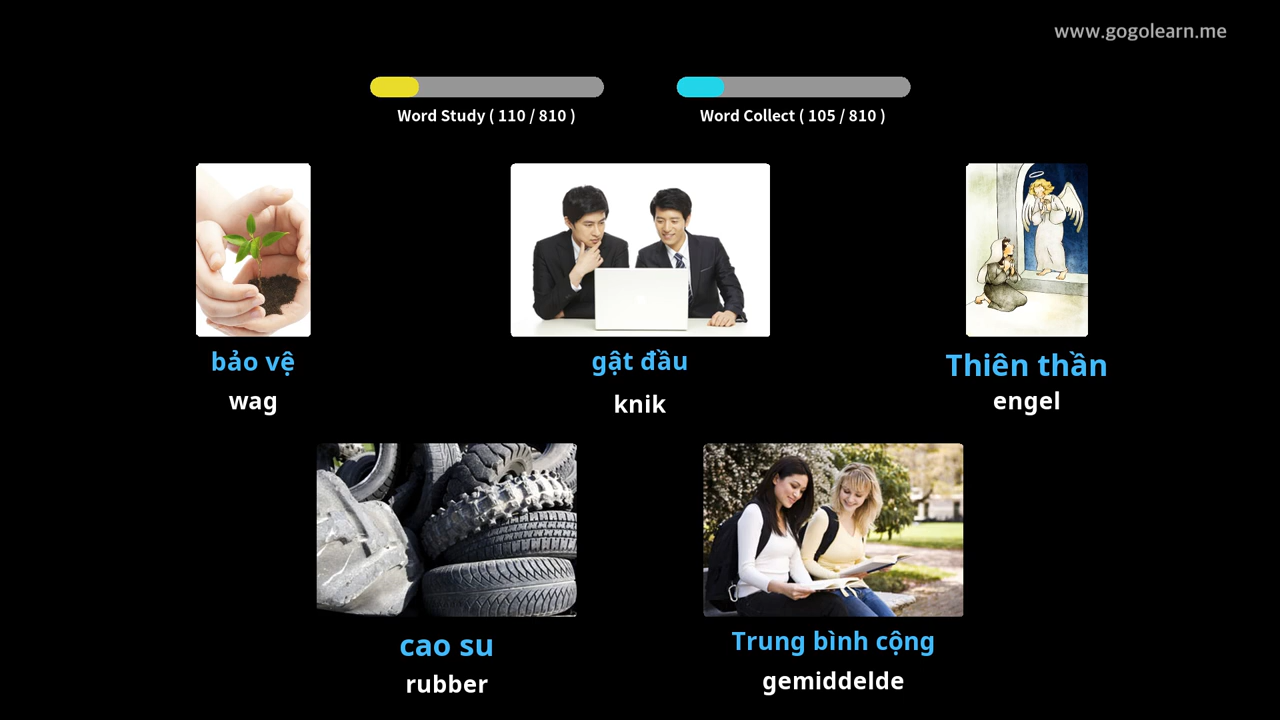 www.gogolearn.me
Word Study ( 110 / 810 )
Word Collect ( 105 / 810 )
bảo vệ
wag
gật đầu
knik
Thiên thần
engel
cao su
rubber
Trung bình cộng
gemiddelde